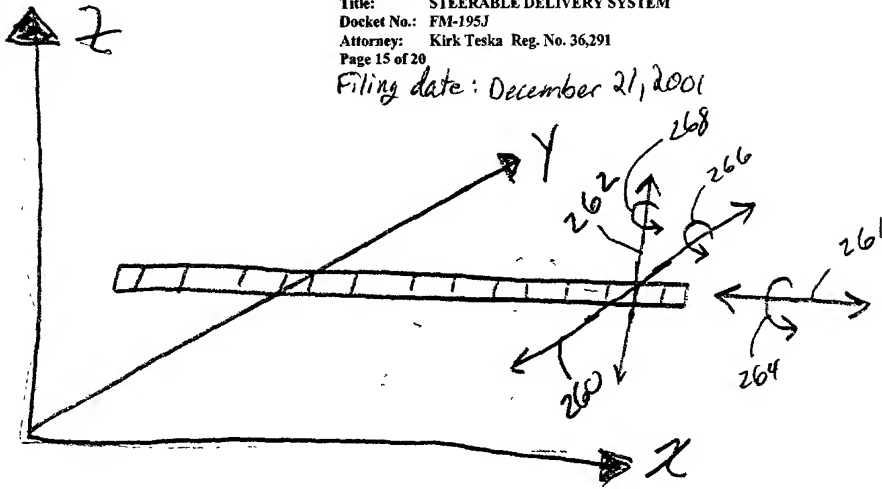 Title: STEERABLE DELIVERY SYSTEM
Docket No.: FM-195J
Attorney: Kirk Teska Reg. No. 36,291
Page 15 of 20
Filing date: December 21, 2001
Z
Y
268
266
262
261
260
264
X